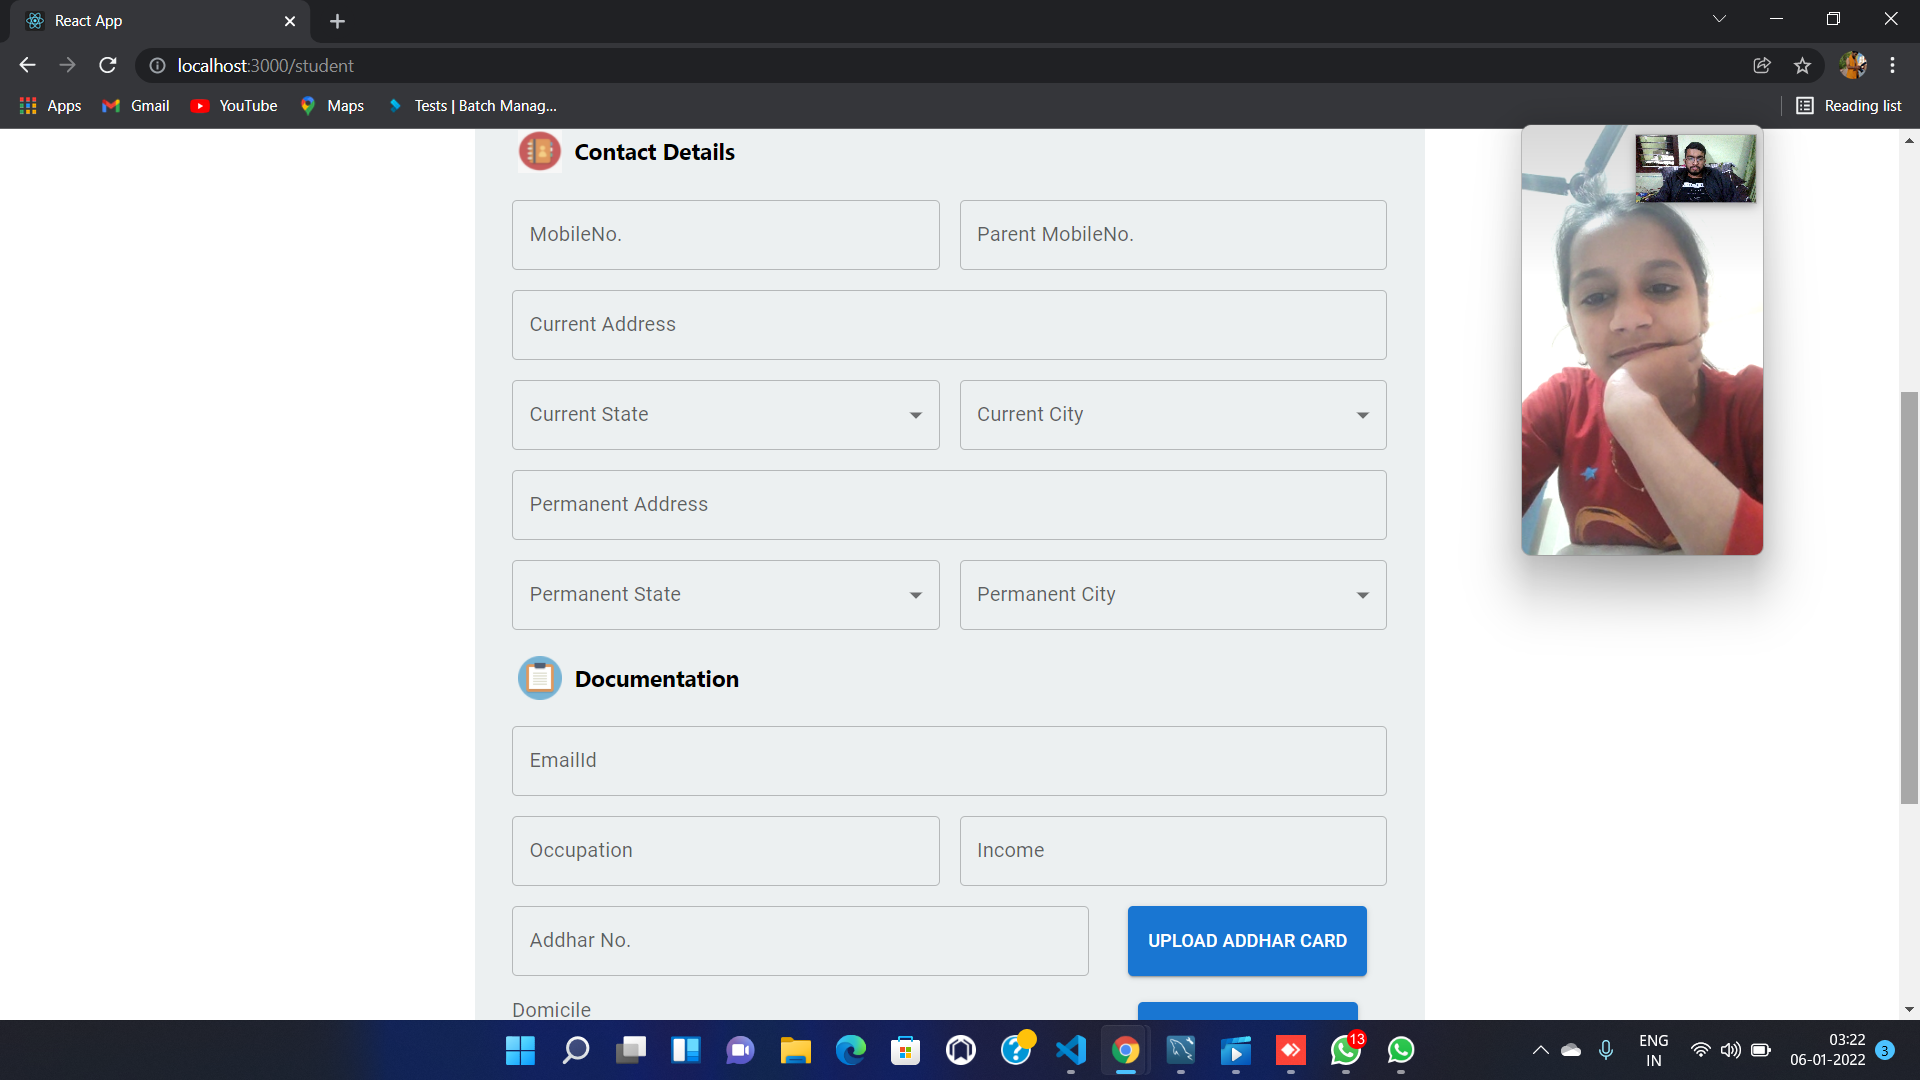 React App
localhost:3000/student
Apps Gmail YouTube Maps Tests | Batch Manag... Reading list
Contact Details
MobileNo. Parent MobileNo.
Current Address
Current State Current City
Permanent Address
Permanent State Permanent City
Documentation
EmailId
Occupation Income
Addhar No. UPLOAD ADDHAR CARD
Domicile
13
ENG
IN
03:22
06-01-2022
3